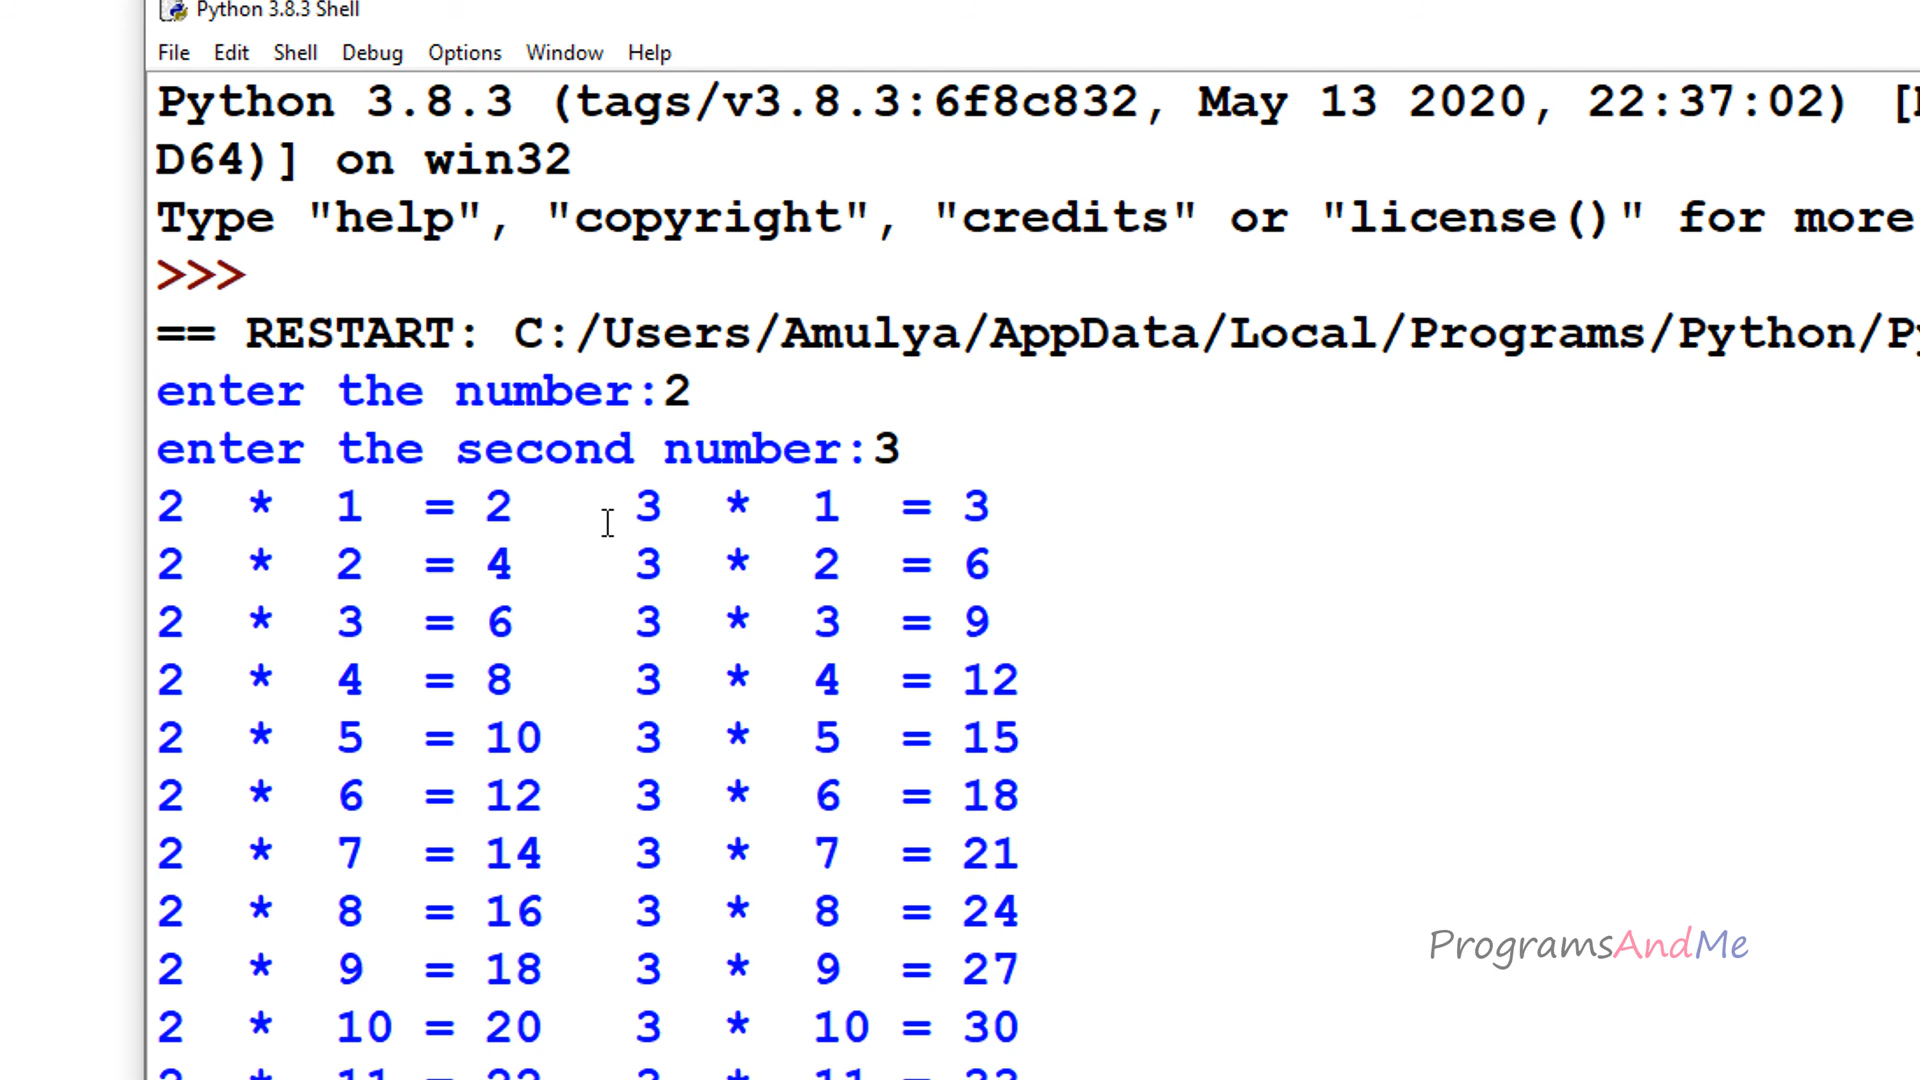 Python 3.8.3 Shell
File Edit Shell Debug Options Window Help
Python 3.8.3 (tags/v3.8.3:6f8c832, May 13 2020, 22:37:02) [
D64)] on win32
Type "help", "copyright", "credits" or "license()" for more
>>>
== RESTART: C:/Users/Amulya/AppData/Local/Programs/Python/P
enter the number:2
enter the second number:3
2 * 1 = 2 3 * 1 = 3
2 * 2 = 4 3 * 2 = 6
2 * 3 = 6 3 * 3 = 9
2 * 4 = 8 3 * 4 = 12
2 * 5 = 10 3 * 5 = 15
2 * 6 = 12 3 * 6 = 18
2 * 7 = 14 3 * 7 = 21
2 * 8 = 16 3 * 8 = 24
2 * 9 = 18 3 * 9 = 27
2 * 10 = 20 3 * 10 = 30
2 * 11 = 22 3 * 11 = 33
ProgramsAndMe